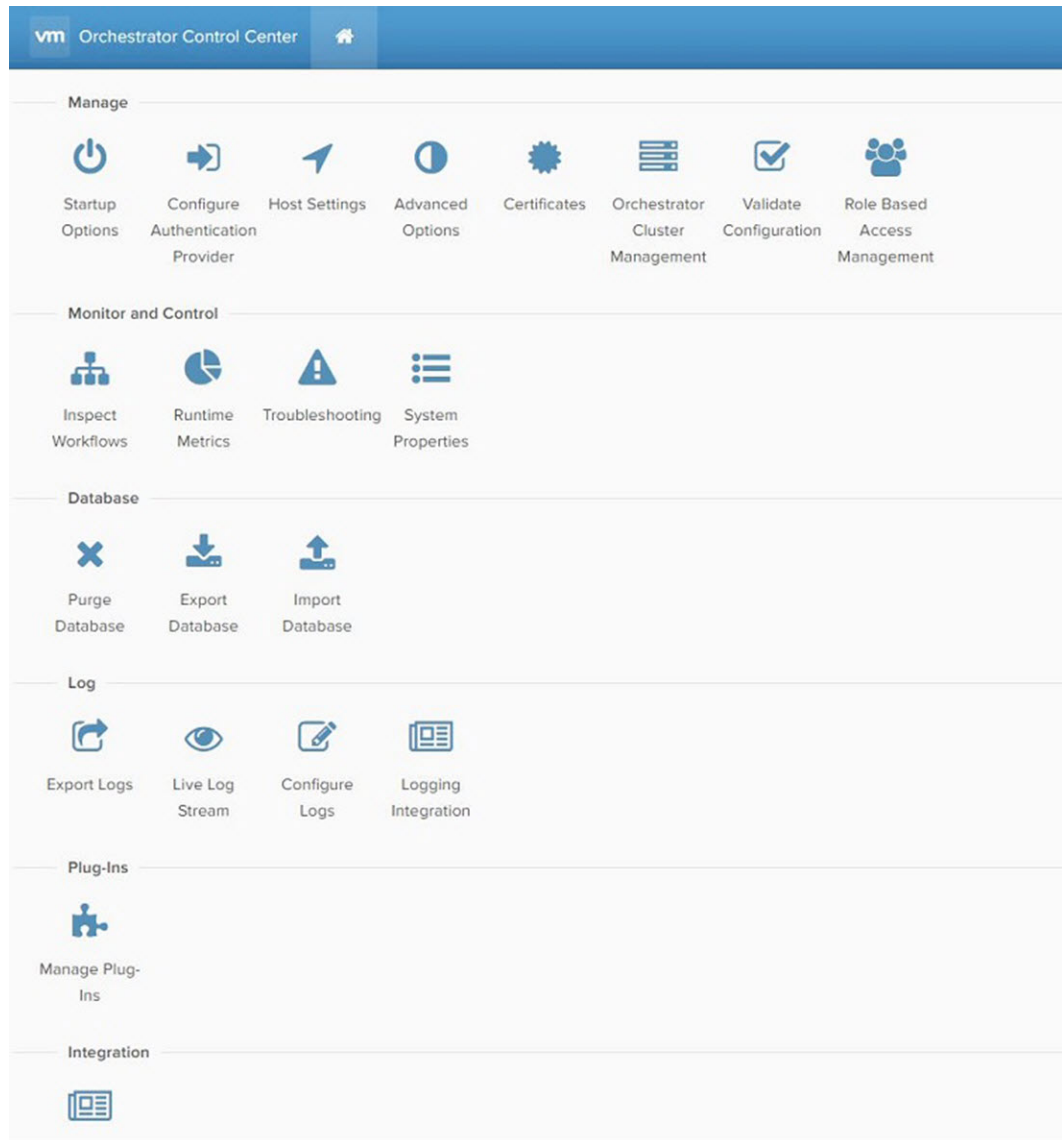 vm Orchestrator Control Center
Manage
Startup Options
Configure Authentication Provider
Host Settings
Advanced Options
Certificates
Orchestrator Cluster Management
Validate Configuration
Role Based Access Management
Monitor and Control
Inspect Workflows
Runtime Metrics
Troubleshooting
System Properties
Database
Purge Database
Export Database
Import Database
Log
Export Logs
Live Log Stream
Configure Logs
Logging Integration
Plug-Ins
Manage Plug-Ins
Integration